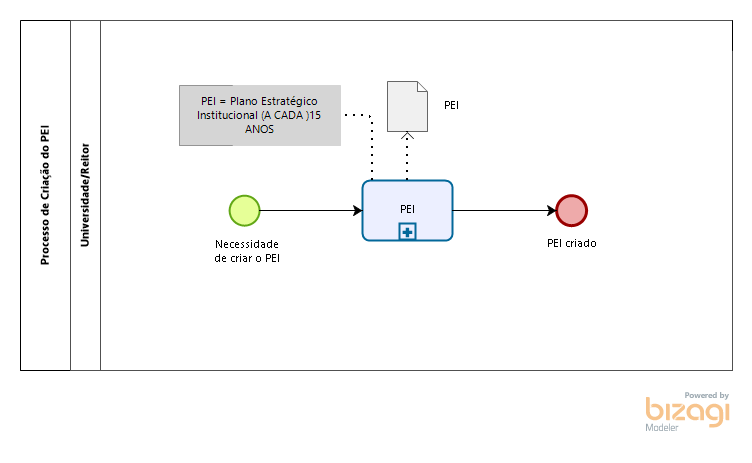 Processo de Criação do PEI
Universidade/Reitor
PEI = Plano Estratégico
Institucional (A CADA )15
ANOS
PEI
PEI
Necessidade
de criar o PEI
PEI criado
Powered by
bizagi
Modeler